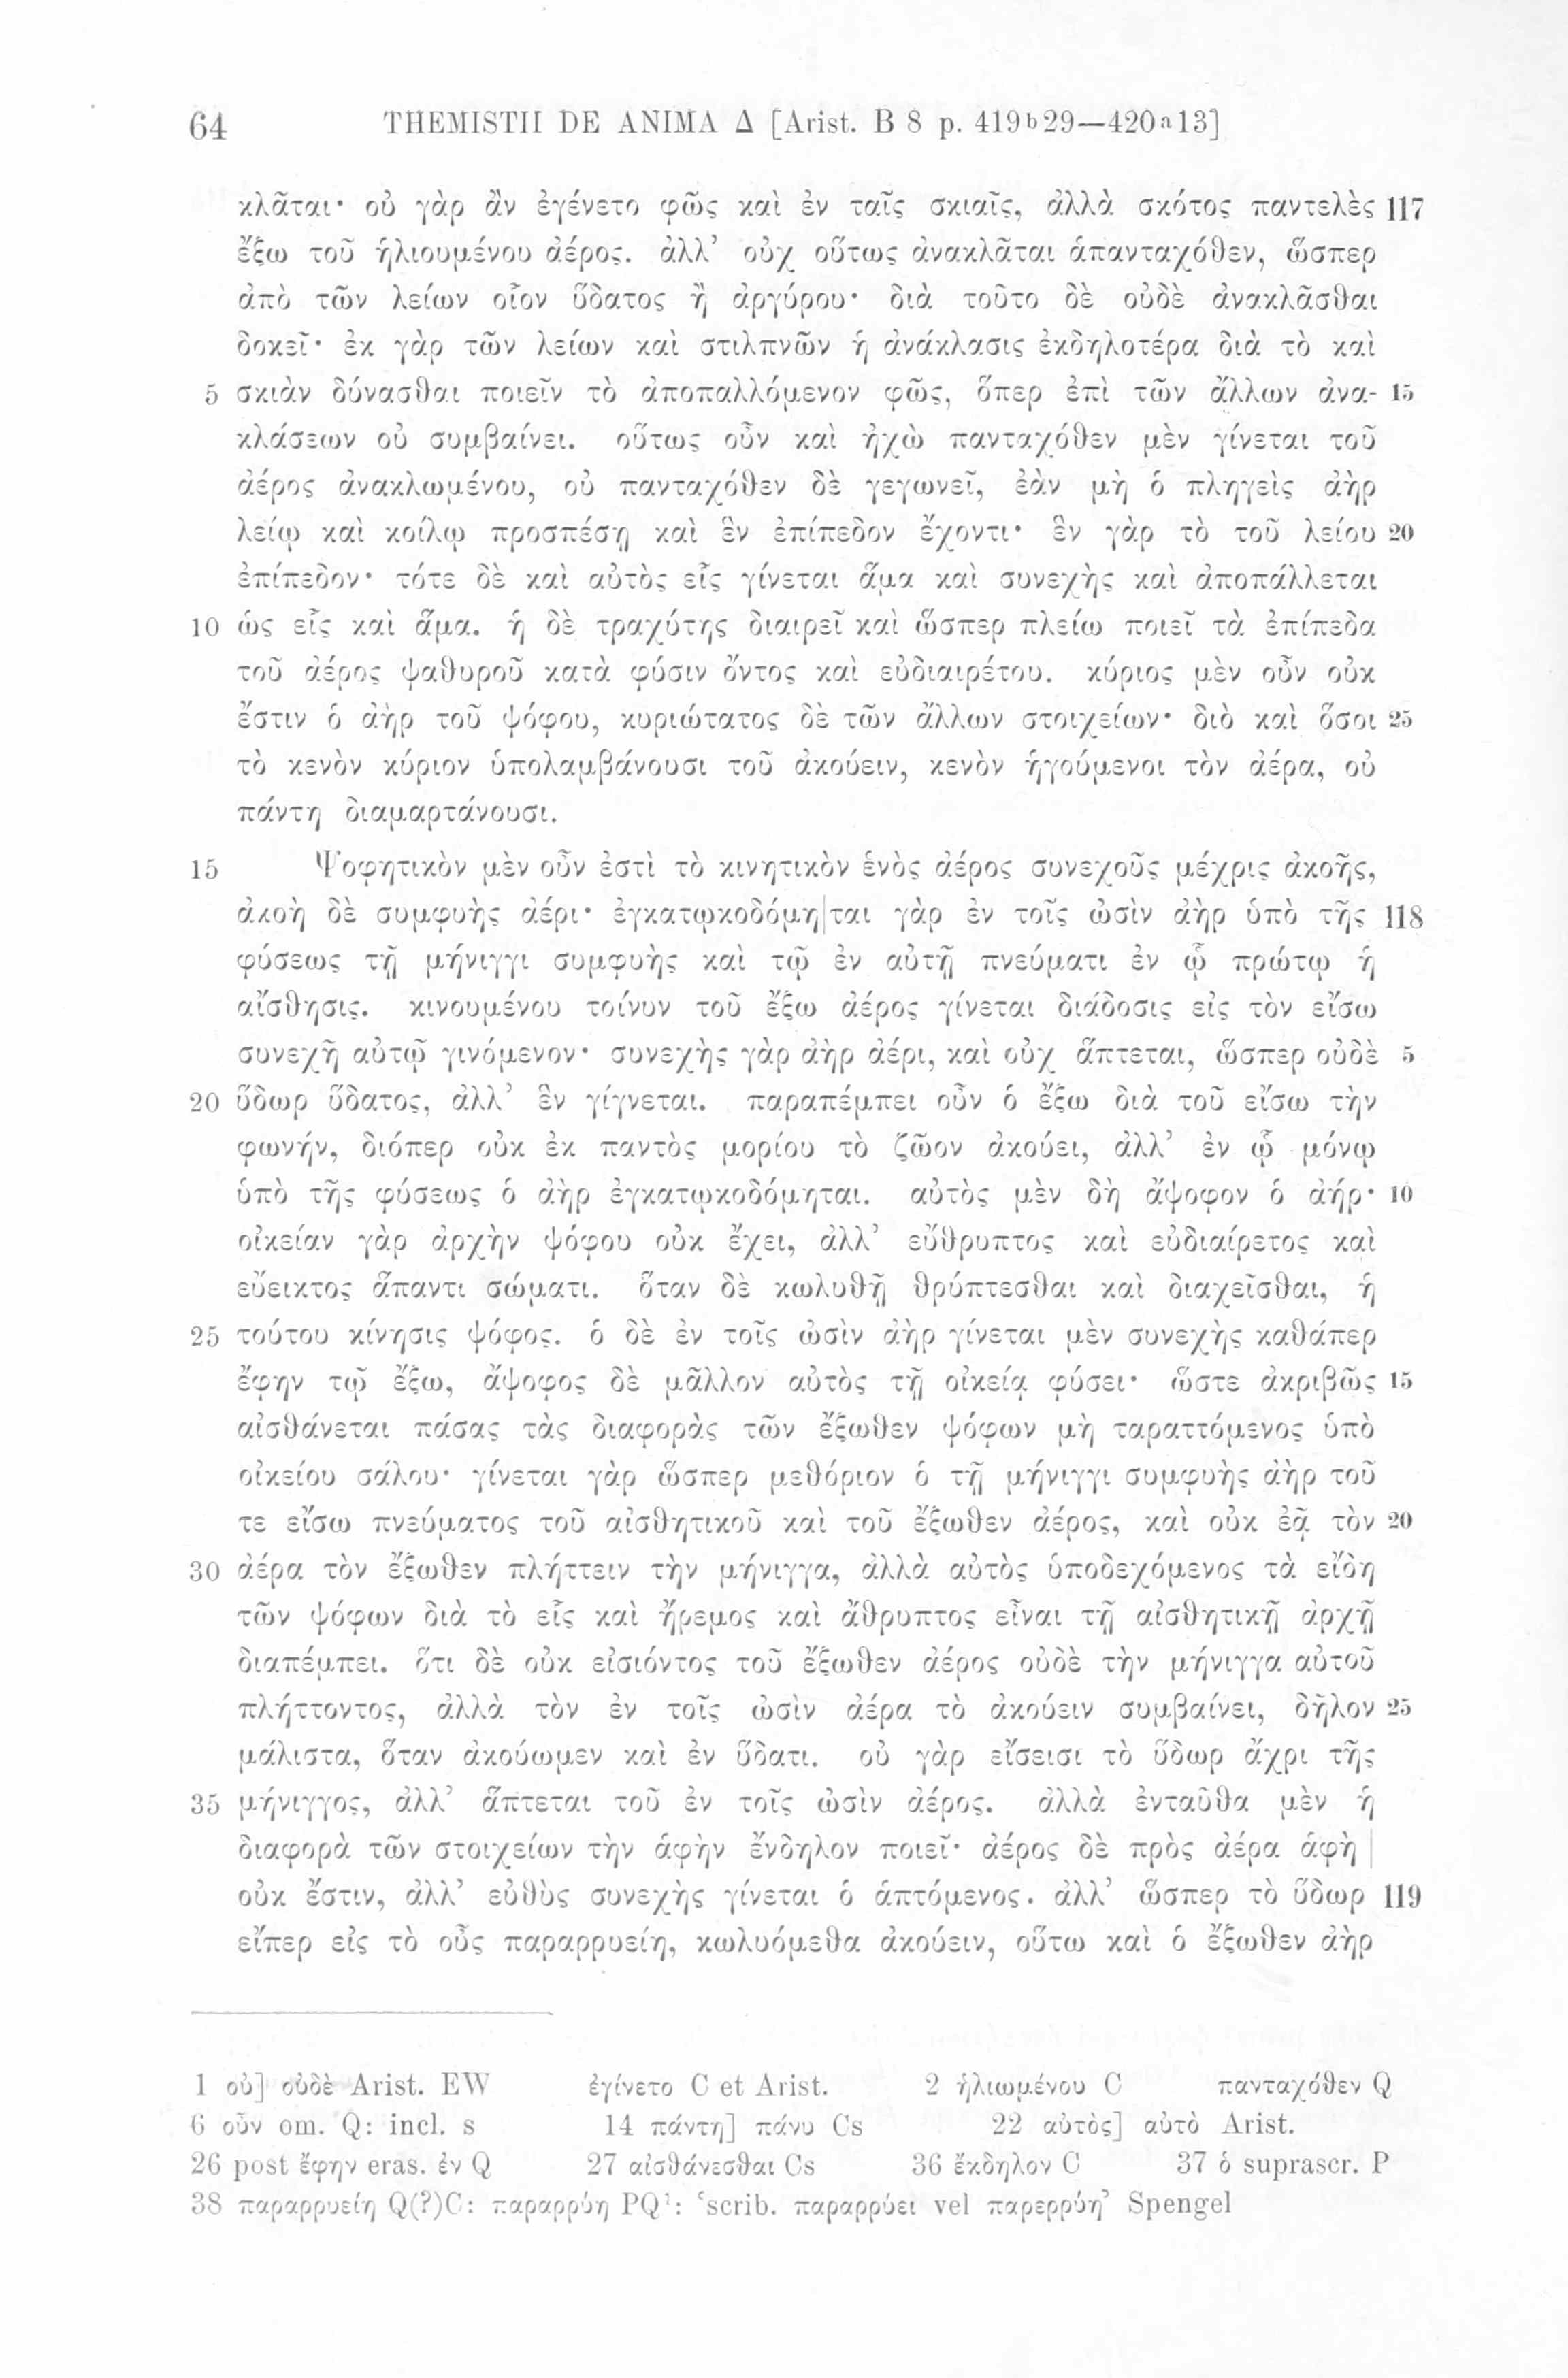 64 THEMISTII DE ANIMA Δ [Arist. B 8 p. 419b29—420a13]
κλᾶται· οὐ γὰρ ἂν ἐγένετο φῶς καὶ ἐν ταῖς σκιαῖς, ἀλλὰ σκότος παντελὲς 117
ἔξω τοῦ ἡλιουμένου ἀέρος. ἀλλ’ οὐχ οὕτως ἀνακλᾶται ἁπανταχόθεν, ὥσπερ
ἀπὸ τῶν λείων οἷον ὕδατος ἢ ἀργύρου· διὰ τοῦτο δὲ οὐδὲ ἀνακλᾶσθαι
δοκεῖ· ἐκ γὰρ τῶν λείων καὶ στιλπνῶν ἡ ἀνάκλασις ἐκδηλοτέρα διὰ τὸ καὶ
5 σκιὰν δύνασθαι ποιεῖν τὸ ἀποπαλλόμενον φῶς, ὅπερ ἐπὶ τῶν ἄλλων ἀνα- 15
κλάσεων οὐ συμβαίνει. οὕτως οὖν καὶ ἠχὼ πανταχόθεν μὲν γίνεται τοῦ
ἀέρος ἀνακλωμένου, οὐ πανταχόθεν δὲ γεγωνεῖ, ἐὰν μὴ ὁ πληγεὶς ἀὴρ
λείῳ καὶ κοίλῳ προσπέσῃ καὶ ἓν ἐπίπεδον ἔχοντι· ἓν γὰρ τὸ τοῦ λείου 20
ἐπίπεδον· τότε δὲ καὶ αὐτὸς εἷς γίνεται ἅμα καὶ συνεχὴς καὶ ἀποπάλλεται
10 ὡς εἷς καὶ ἅμα. ἡ δὲ τραχύτης διαιρεῖ καὶ ὥσπερ πλείω ποιεῖ τὰ ἐπίπεδα
τοῦ ἀέρος ψαθυροῦ κατὰ φύσιν ὄντος καὶ εὐδιαιρέτου. κύριος μὲν οὖν οὐκ
ἔστιν ὁ ἀὴρ τοῦ ψόφου, κυριώτατος δὲ τῶν ἄλλων στοιχείων· διὸ καὶ ὅσοι 25
τὸ κενὸν κύριον ὑπολαμβάνουσι τοῦ ἀκούειν, κενὸν ἡγούμενοι τὸν ἀέρα, οὐ
πάντη διαμαρτάνουσι.
15 Ψοφητικὸν μὲν οὖν ἐστὶ τὸ κινητικὸν ἑνὸς ἀέρος συνεχοῦς μέχρις ἀκοῆς,
ἀκοὴ δὲ συμφυὴς ἀέρι· ἐγκατῳκοδόμη|ται γὰρ ἐν τοῖς ὠσὶν ἀὴρ ὑπὸ τῆς 118
φύσεως τῇ μήνιγγι συμφυὴς καὶ τῷ ἐν αὐτῇ πνεύματι ἐν ᾧ πρώτῳ ἡ
αἴσθησις. κινουμένου τοίνυν τοῦ ἔξω ἀέρος γίνεται διάδοσις εἰς τὸν εἴσω
συνεχῆ αὐτῷ γινόμενον· συνεχὴς γὰρ ἀὴρ ἀέρι, καὶ οὐχ ἅπτεται, ὥσπερ οὐδὲ 5
20 ὕδωρ ὕδατος, ἀλλ’ ἓν γίγνεται. παραπέμπει οὖν ὁ ἔξω διὰ τοῦ εἴσω τὴν
φωνήν, διόπερ οὐκ ἐκ παντὸς μορίου τὸ ζῶον ἀκούει, ἀλλ’ ἐν ᾧ μόνῳ
ὑπὸ τῆς φύσεως ὁ ἀὴρ ἐγκατῳκοδόμηται. αὐτὸς μὲν δὴ ἄψοφον ὁ ἀήρ· 10
οἰκείαν γὰρ ἀρχὴν ψόφου οὐκ ἔχει, ἀλλ’ εὔθρυπτος καὶ εὐδιαίρετος καὶ
εὔεικτος ἅπαντι σώματι. ὅταν δὲ κωλυθῇ θρύπτεσθαι καὶ διαχεῖσθαι, ἡ
25 τούτου κίνησις ψόφος. ὁ δὲ ἐν τοῖς ὠσὶν ἀὴρ γίνεται μὲν συνεχὴς καθάπερ
ἔφην τῷ ἔξω, ἄψοφος δὲ μᾶλλον αὐτὸς τῇ οἰκείᾳ φύσει· ὥστε ἀκριβῶς 15
αἰσθάνεται πάσας τὰς διαφορὰς τῶν ἔξωθεν ψόφων μὴ ταραττόμενος ὑπὸ
οἰκείου σάλου· γίνεται γὰρ ὥσπερ μεθόριον ὁ τῇ μήνιγγι συμφυὴς ἀὴρ τοῦ
τε εἴσω πνεύματος τοῦ αἰσθητικοῦ καὶ τοῦ ἔξωθεν ἀέρος, καὶ οὐκ ἐᾷ τὸν 20
30 ἀέρα τὸν ἔξωθεν πλήττειν τὴν μήνιγγα, ἀλλὰ αὐτὸς ὑποδεχόμενος τὰ εἴδη
τῶν ψόφων διὰ τὸ εἷς καὶ ἤρεμος καὶ ἄθρυπτος εἶναι τῇ αἰσθητικῇ ἀρχῇ
διαπέμπει. ὅτι δὲ οὐκ εἰσιόντος τοῦ ἔξωθεν ἀέρος οὐδὲ τὴν μήνιγγα αὐτοῦ
πλήττοντος, ἀλλὰ τὸν ἐν τοῖς ὠσὶν ἀέρα τὸ ἀκούειν συμβαίνει, δῆλον 25
μάλιστα, ὅταν ἀκούωμεν καὶ ἐν ὕδατι. οὐ γὰρ εἴσεισι τὸ ὕδωρ ἄχρι τῆς
35 μήνιγγος, ἀλλ’ ἅπτεται τοῦ ἐν τοῖς ὠσὶν ἀέρος. ἀλλὰ ἐνταῦθα μὲν ἡ
διαφορὰ τῶν στοιχείων τὴν ἁφὴν ἔνδηλον ποιεῖ· ἀέρος δὲ πρὸς ἀέρα ἁφὴ |
οὐκ ἔστιν, ἀλλ’ εὐθὺς συνεχὴς γίνεται ὁ ἁπτόμενος. ἀλλ’ ὥσπερ τὸ ὕδωρ 119
εἴπερ εἰς τὸ οὖς παραρρυείη, κωλυόμεθα ἀκούειν, οὕτω καὶ ὁ ἔξωθεν ἀὴρ
1 οὐ] οὐδὲ Arist. EW ἐγίνετο C et Arist. 2 ἡλιωμένου C πανταχόθεν Q
6 οὖν om. Q: incl. s 14 πάντη] πάνυ Cs 22 αὐτὸς] αὐτὸ Arist.
26 post ἔφην eras. ἐν Q 27 αἰσθάνεσθαι Cs 36 ἔκδηλον C 37 ὁ suprascr. P
38 παραρρυείη Q(?)C: παραρρύη PQ¹: ‘scrib. παραρρύει vel παρερρύη’ Spengel